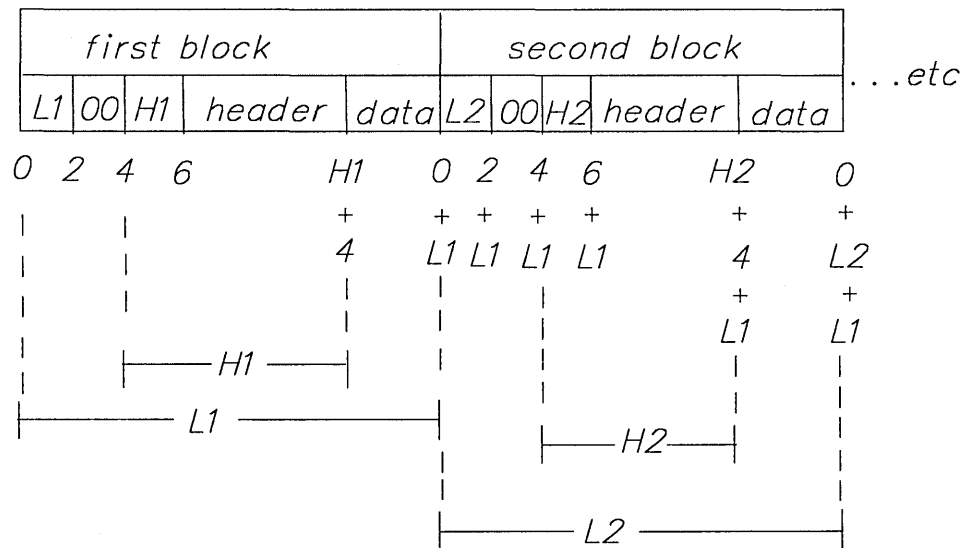 first block second block
...etc
L1 00 H1 header data L2 00 H2 header data
0 2 4 6 H1 0 2 4 6 H2 0
+ + + + + + +
4 L1 L1 L1 L1 4 L2
+ +
L1 L1
H1
L1
H2
L2